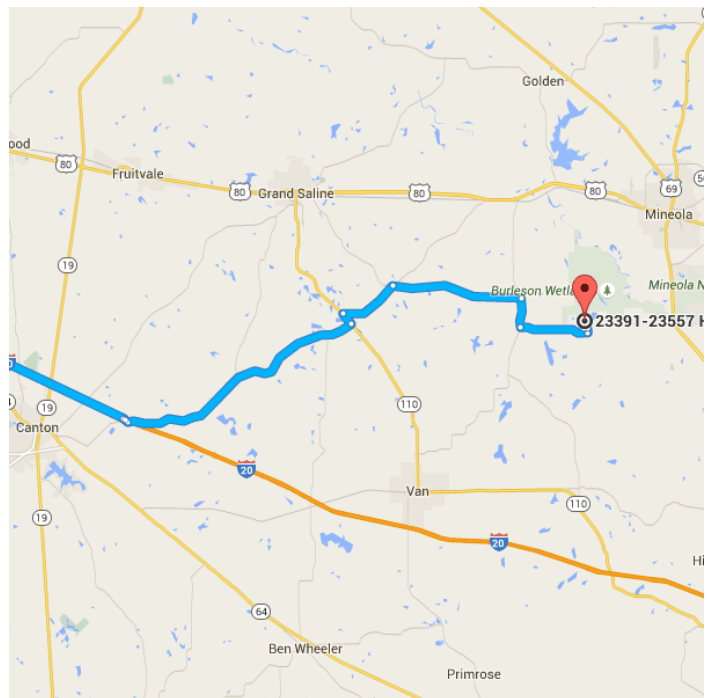 Golden
ood
80
Fruitvale
80
Grand Saline
80
80
69
Mineola
19
Burleson Wetla
Mineola N
23391-23557 H
110
19
Canton
20
Van
110
19
20
Hi
64
Ben Wheeler
Primrose